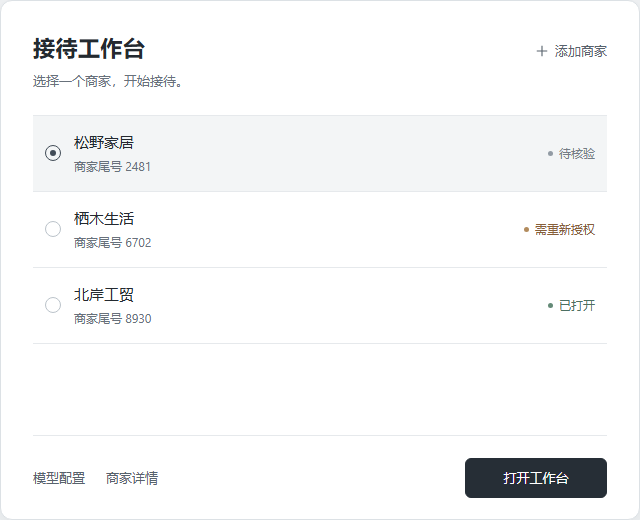 接待工作台
+ 添加商家
选择一个商家，开始接待。
松野家居
商家尾号 2481
待核验
栖木生活
商家尾号 6702
需重新授权
北岸工贸
商家尾号 8930
已打开
模型配置 商家详情
打开工作台